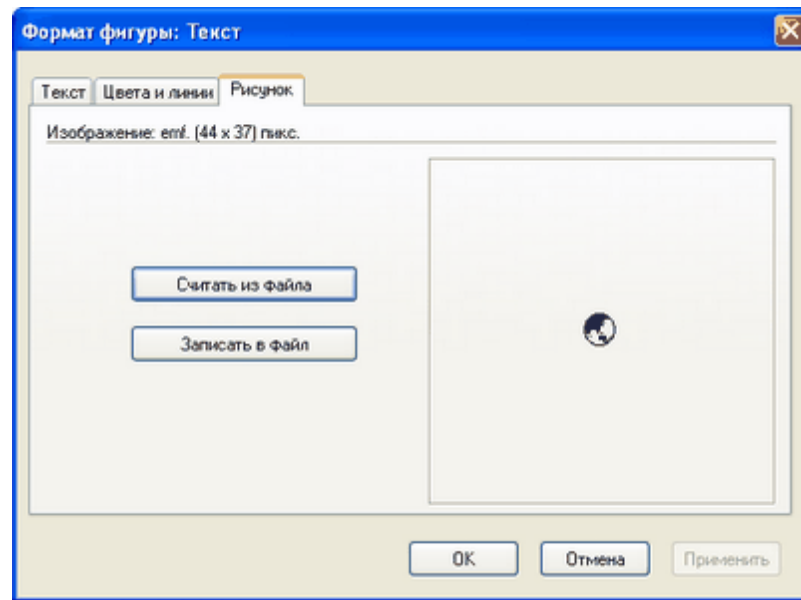 Формат фигуры: Текст
Текст Цвета и линии Рисунок
Изображение: emf. (44 x 37) пикс.
Считать из файла
Записать в файл
OK Отмена Применить